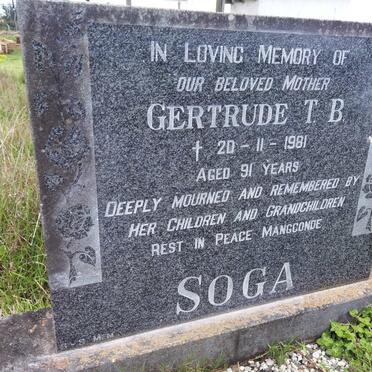 IN LOVING MEMORY OF
OUR BELOVED MOTHER
GERTRUDE T. B.
† 20-11-1981
AGED 91 YEARS
DEEPLY MOURNED AND REMEMBERED BY
HER CHILDREN AND GRANDCHILDREN
REST IN PEACE MANGCONDE
SOGA